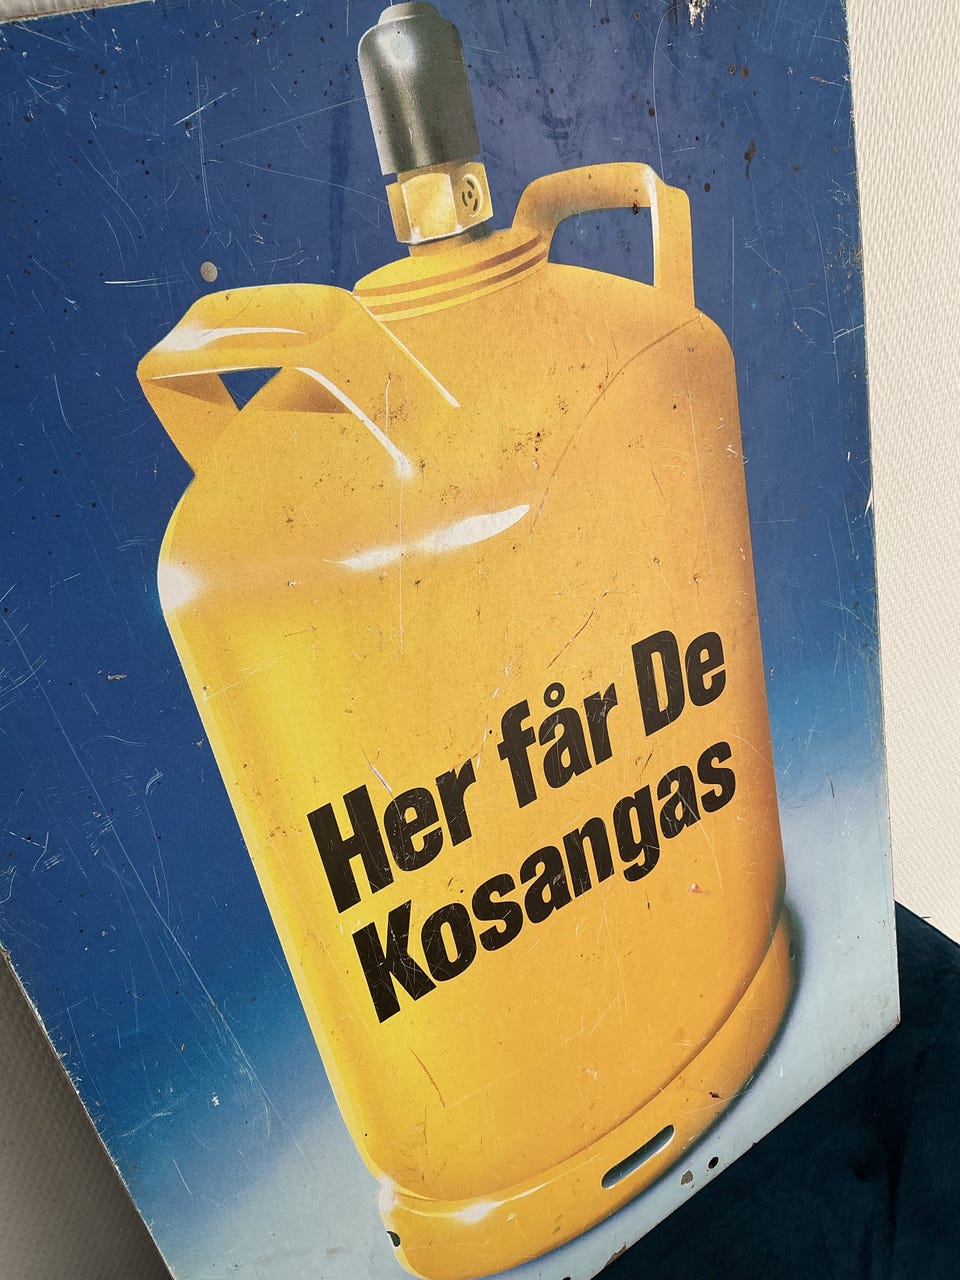 Her får De
Kosangas